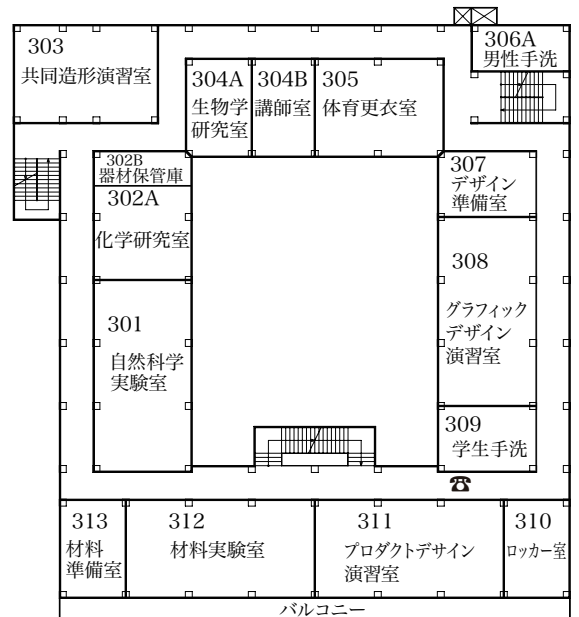 303
共同造形演習室
304A
生物学
研究室
304B
講師室
305
体育更衣室
306A
男性手洗
302B
器材保管庫
302A
化学研究室
301
自然科学
実験室
307
デザイン
準備室
308
グラフィック
デザイン
演習室
309
学生手洗
313
材料
準備室
312
材料実験室
311
プロダクトデサイン
演習室
310
ロッカー室
バルコニー